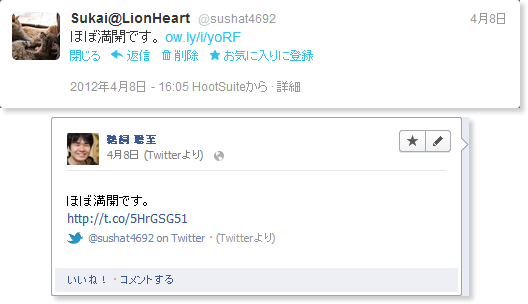 Sukai@LionHeart @sushat4692 4月8日
ほぼ満開です。 ow.ly/i/yoRF
閉じる 返信 削除 お気に入りに登録
2012年4月8日 - 16:05 HootSuiteから · 詳細
鵜飼 聡至
4月8日 (Twitterより)
ほぼ満開です。
http://t.co/5HrGSG51
@sushat4692 on Twitter · (Twitterより)
いいね！ · コメントする